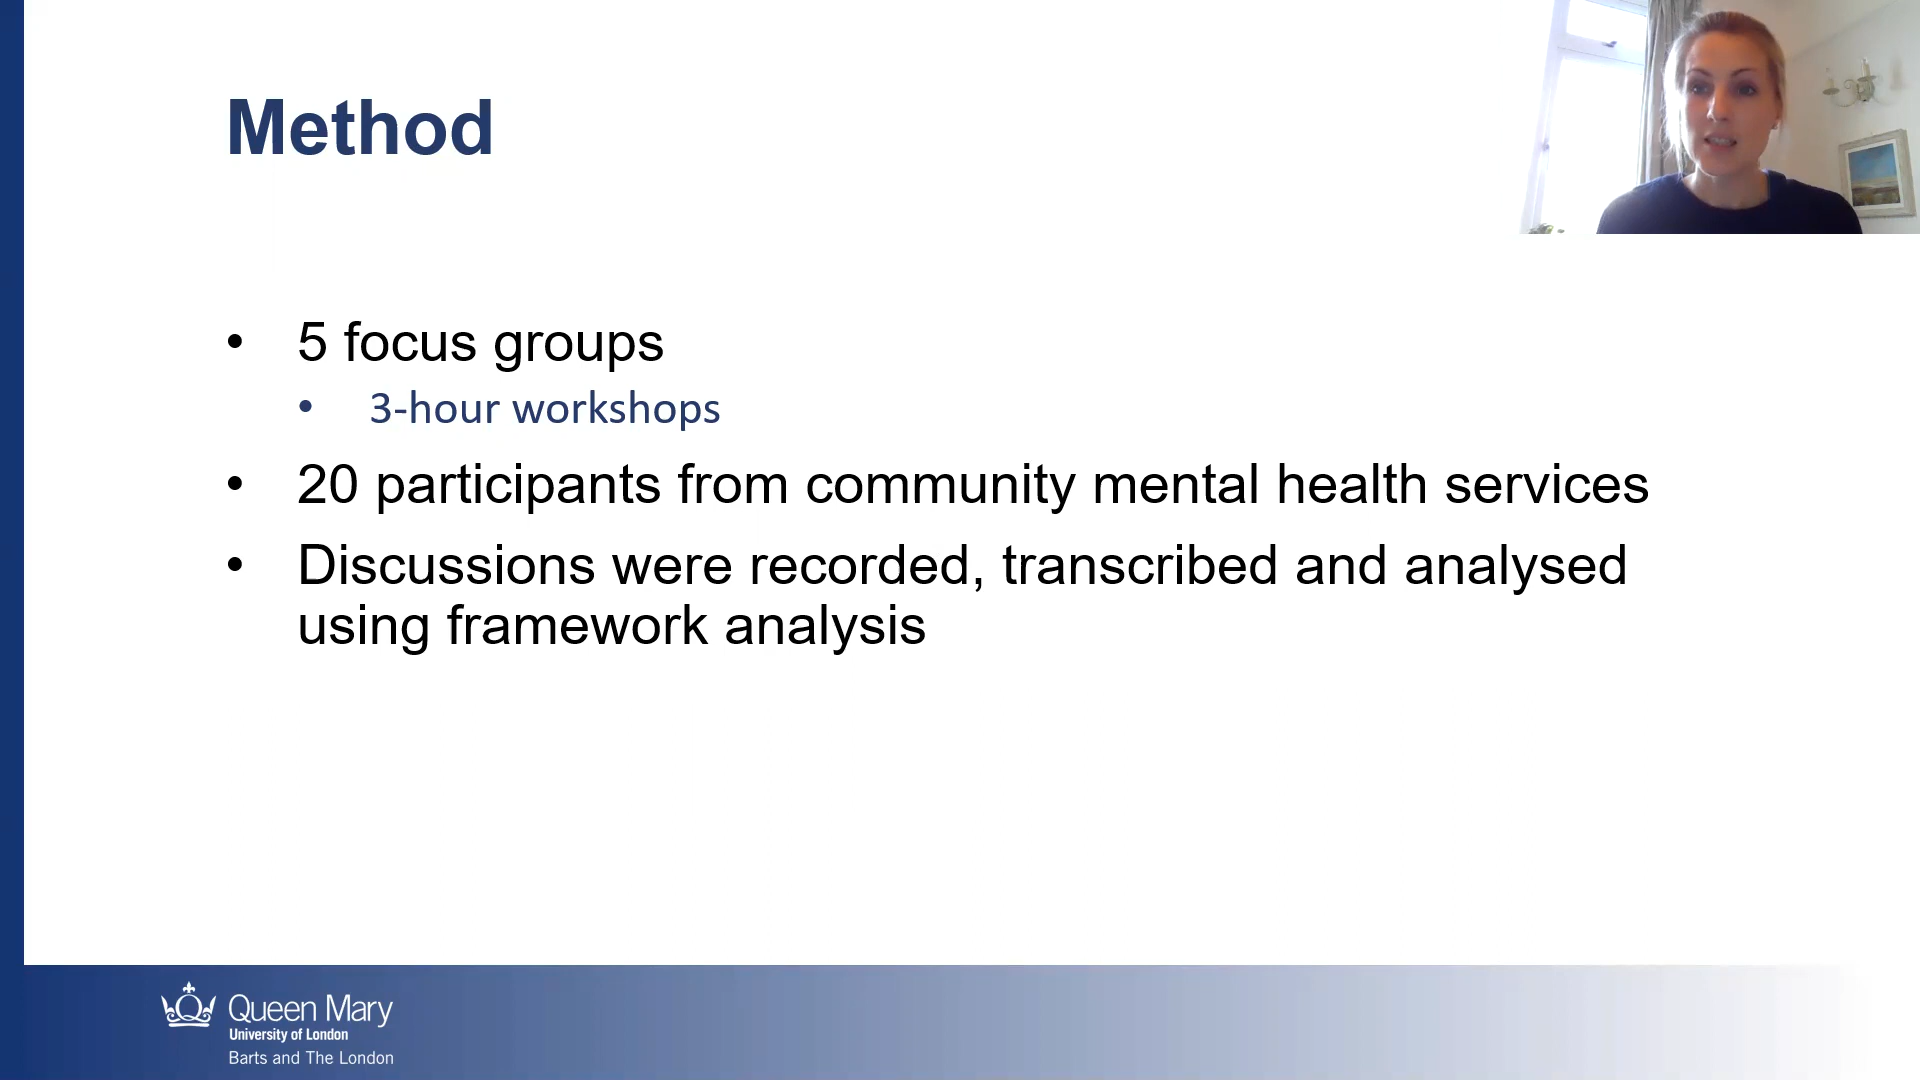 Method
• 5 focus groups
• 3-hour workshops
• 20 participants from community mental health services
• Discussions were recorded, transcribed and analysed
using framework analysis
Queen Mary
University of London
Barts and The London